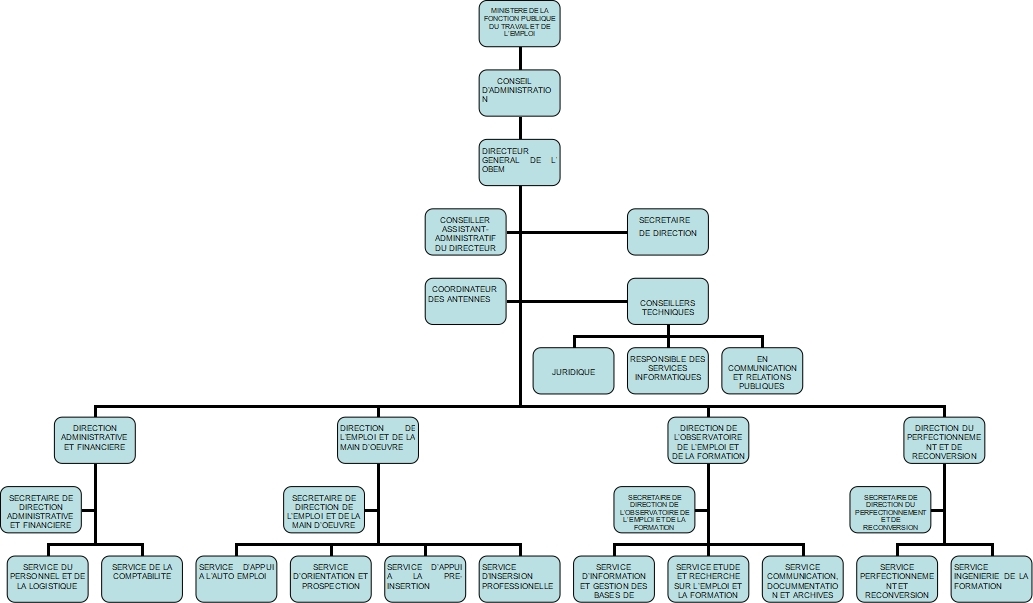 MINISTERE DE LA
FONCTION PUBLIQUE
DU TRAVAIL ET DE
L'EMPLOI
CONSEIL
D'ADMINISTRATIO
N
DIRECTEUR
GENERAL DE L'
OBEM
CONSEILLER
ASSISTANT-
ADMINISTRATIF
DU DIRECTEUR
SECRETAIRE
DE DIRECTION
COORDINATEUR
DES ANTENNES
CONSEILLERS
TECHNIQUES
JURIDIQUE
RESPONSIBLE DES
SERVICES
INFORMATIQUES
EN
COMMUNICATION
ET RELATIONS
PUBLIQUES
DIRECTION
ADMINISTRATIVE
ET FINANCIERE
DIRECTION DE
L'EMPLOI ET DE LA
MAIN D'OEUVRE
DIRECTION DE
L'OBSERVATOIRE
DE L'EMPLOI ET
DE LA FORMATION
DIRECTION DU
PERFECTIONNEME
NT ET DE
RECONVERSION
SECRETAIRE DE
DIRECTION
ADMINISTRATIVE
ET FINANCIERE
SECRETAIRE DE
DIRECTION DE
L'EMPLOI ET DE LA
MAIN D'OEUVRE
SECRETAIRE DE
DIRECTION DE
L'OBSERVATOIRE DE
L'EMPLOI ET DE LA
FORMATION
SECRETAIRE DE
DIRECTION DU
PERFECTIONNEMENT
ET DE
RECONVERSION
SERVICE DU
PERSONNEL ET DE
LA LOGISTIQUE
SERVICE DE LA
COMPTABILITE
SERVICE D'APPUI
A L'AUTO EMPLOI
SERVICE
D'ORIENTATION ET
PROSPECTION
SERVICE D'APPUI
A LA PRE-
INSERTION
SERVICE
D'INSERSION
PROFESSIONELLE
SERVICE
D'INFORMATION
ET GESTION DES
BASES DE
SERVICE ETUDE
ET RECHERCHE
SUR L'EMPLOI ET
LA FORMATION
SERVICE
COMMUNICATION,
DOCUMENTATIO
N ET ARCHIVES
SERVICE
PERFECTIONNEME
NT ET
RECONVERSION
SERVICE
INGENIERIE DE LA
FORMATION